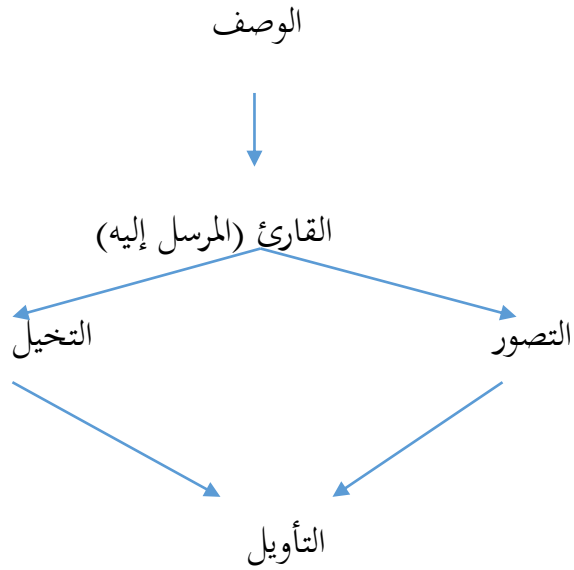 الوصف
القارئ (المرسل إليه)
التصور
التخيل
التأويل